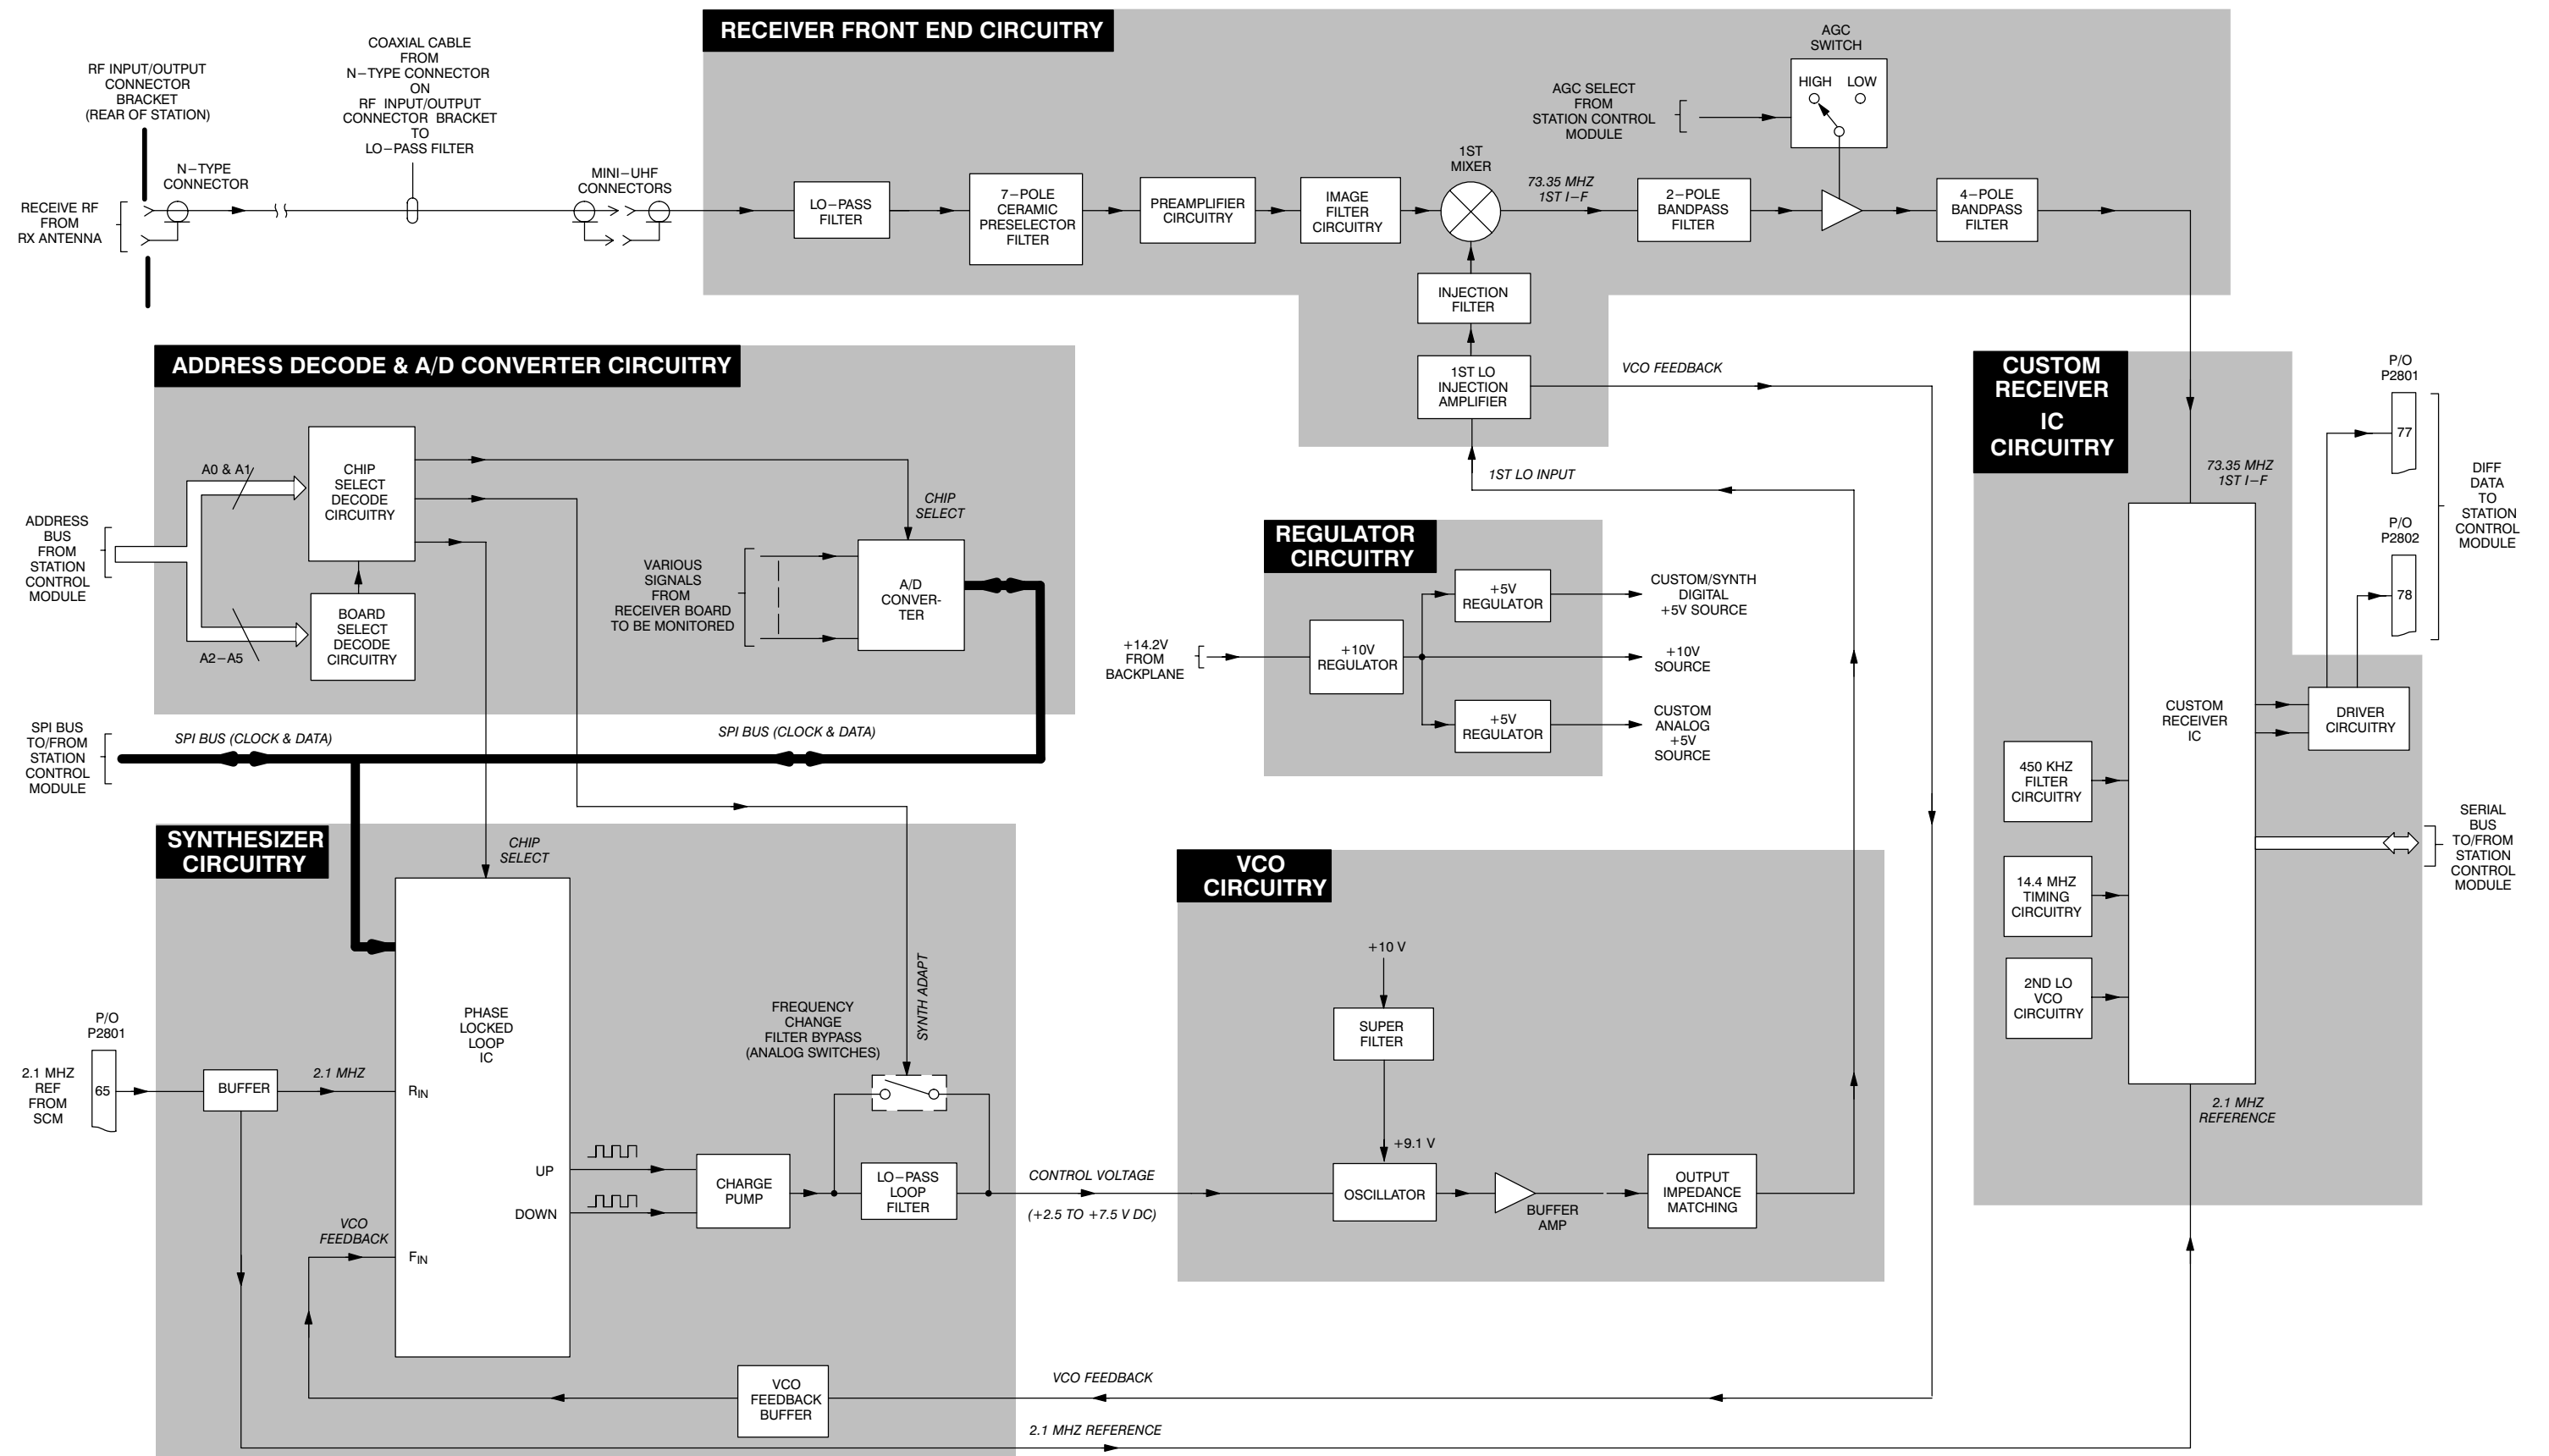 RECEIVER FRONT END CIRCUITRY
RF INPUT/OUTPUT
CONNECTOR
BRACKET
(REAR OF STATION)
COAXIAL CABLE
FROM
N-TYPE CONNECTOR
ON
RF INPUT/OUTPUT
CONNECTOR BRACKET
TO
LO-PASS FILTER
N-TYPE
CONNECTOR
MINI-UHF
CONNECTORS
RECEIVE RF
FROM
RX ANTENNA
LO-PASS
FILTER
7-POLE
CERAMIC
PRESELECTOR
FILTER
PREAMPLIFIER
CIRCUITRY
IMAGE
FILTER
CIRCUITRY
1ST
MIXER
73.35 MHZ
1ST I-F
2-POLE
BANDPASS
FILTER
4-POLE
BANDPASS
FILTER
AGC SELECT
FROM
STATION CONTROL
MODULE
AGC
SWITCH
HIGH LOW
INJECTION
FILTER
1ST LO
INJECTION
AMPLIFIER
VCO FEEDBACK
1ST LO INPUT
ADDRESS DECODE & A/D CONVERTER CIRCUITRY
ADDRESS
BUS
FROM
STATION
CONTROL
MODULE
A0 & A1
A2-A5
CHIP
SELECT
DECODE
CIRCUITRY
BOARD
SELECT
DECODE
CIRCUITRY
VARIOUS
SIGNALS
FROM
RECEIVER BOARD
TO BE MONITORED
CHIP
SELECT
A/D
CONVER-
TER
SPI BUS
TO/FROM
STATION
CONTROL
MODULE
SPI BUS (CLOCK & DATA)
SPI BUS (CLOCK & DATA)
REGULATOR
CIRCUITRY
+14.2V
FROM
BACKPLANE
+10V
REGULATOR
+5V
REGULATOR
+5V
REGULATOR
CUSTOM/SYNTH
DIGITAL
+5V SOURCE
+10V
SOURCE
CUSTOM
ANALOG
+5V
SOURCE
CUSTOM
RECEIVER
IC
CIRCUITRY
73.35 MHZ
1ST I-F
P/O
P2801
77
P/O
P2802
78
DIFF
DATA
TO
STATION
CONTROL
MODULE
CUSTOM
RECEIVER
IC
DRIVER
CIRCUITRY
450 KHZ
FILTER
CIRCUITRY
14.4 MHZ
TIMING
CIRCUITRY
2ND LO
VCO
CIRCUITRY
SERIAL
BUS
TO/FROM
STATION
CONTROL
MODULE
2.1 MHZ
REFERENCE
SYNTHESIZER
CIRCUITRY
CHIP
SELECT
P/O
P2801
2.1 MHZ
REF
FROM
SCM
65
BUFFER
2.1 MHZ
RIN
PHASE
LOCKED
LOOP
IC
UP
DOWN
VCO
FEEDBACK
FIN
CHARGE
PUMP
FREQUENCY
CHANGE
FILTER BYPASS
(ANALOG SWITCHES)
SYNTH ADAPT
LO-PASS
LOOP
FILTER
CONTROL VOLTAGE
(+2.5 TO +7.5 V DC)
VCO
CIRCUITRY
+10 V
SUPER
FILTER
+9.1 V
OSCILLATOR
BUFFER
AMP
OUTPUT
IMPEDANCE
MATCHING
VCO
FEEDBACK
BUFFER
VCO FEEDBACK
2.1 MHZ REFERENCE